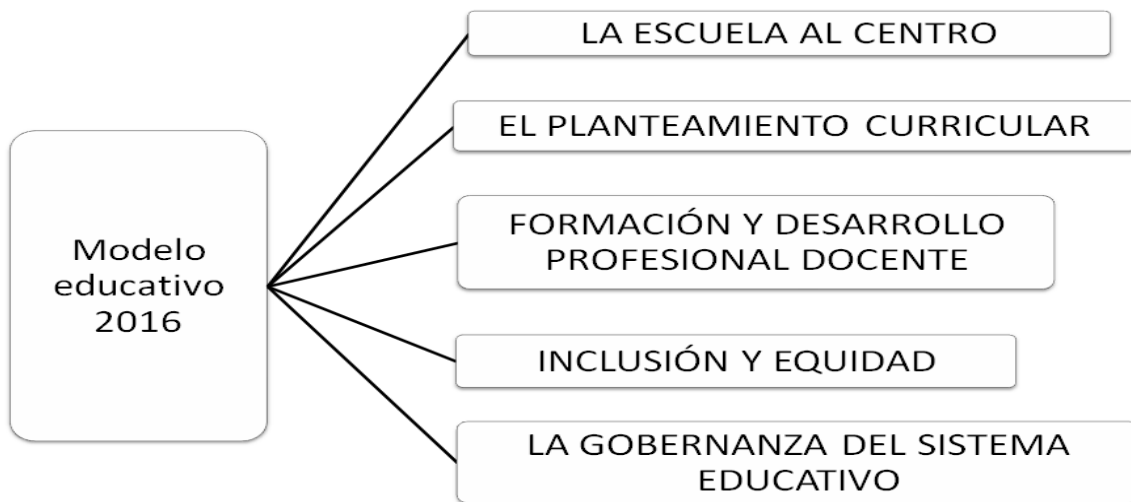 Modelo
educativo
2016
LA ESCUELA AL CENTRO
EL PLANTEAMIENTO CURRICULAR
FORMACIÓN Y DESARROLLO
PROFESIONAL DOCENTE
INCLUSIÓN Y EQUIDAD
LA GOBERNANZA DEL SISTEMA
EDUCATIVO